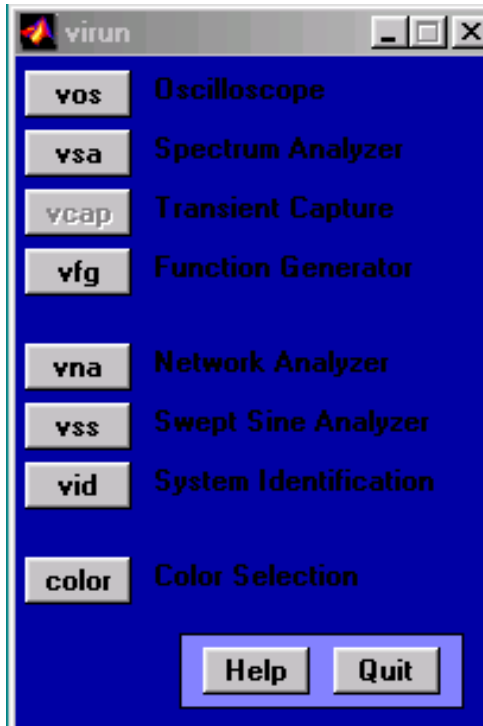 virun
vos Oscilloscope
vsa Spectrum Analyzer
vcap Transient Capture
vfg Function Generator
vna Network Analyzer
vss Swept Sine Analyzer
vid System Identification
color Color Selection
Help Quit